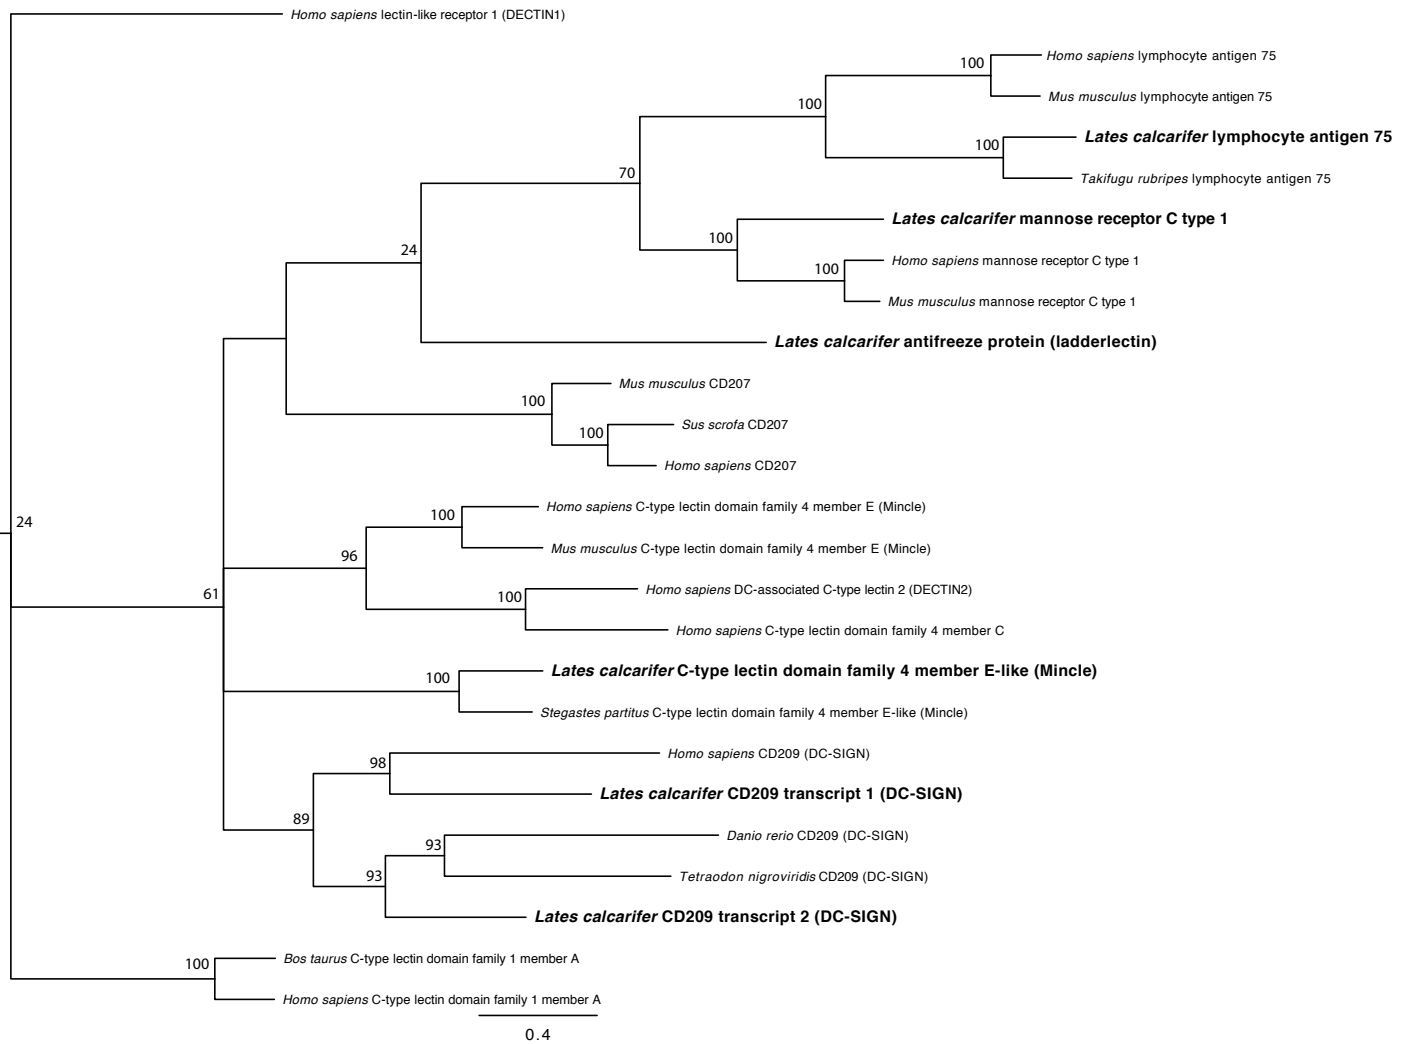 Homo sapiens lectin-like receptor 1 (DECTIN1)
Homo sapiens lymphocyte antigen 75
100
Mus musculus lymphocyte antigen 75
100
Lates calcarifer lymphocyte antigen 75
100
Takifugu rubripes lymphocyte antigen 75
70
Lates calcarifer mannose receptor C type 1
100
24
Homo sapiens mannose receptor C type 1
100
Mus musculus mannose receptor C type 1
Lates calcarifer antifreeze protein (ladderlectin)
Mus musculus CD207
100
Sus scrofa CD207
100
Homo sapiens CD207
Homo sapiens C-type lectin domain family 4 member E (Mincle)
100
24
Mus musculus C-type lectin domain family 4 member E (Mincle)
96
Homo sapiens DC-associated C-type lectin 2 (DECTIN2)
61
100
Homo sapiens C-type lectin domain family 4 member C
Lates calcarifer C-type lectin domain family 4 member E-like (Mincle)
100
Stegastes partitus C-type lectin domain family 4 member E-like (Mincle)
Homo sapiens CD209 (DC-SIGN)
98
Lates calcarifer CD209 transcript 1 (DC-SIGN)
89
Danio rerio CD209 (DC-SIGN)
93
Tetraodon nigroviridis CD209 (DC-SIGN)
93
Lates calcarifer CD209 transcript 2 (DC-SIGN)
Bos taurus C-type lectin domain family 1 member A
100
Homo sapiens C-type lectin domain family 1 member A
0.4